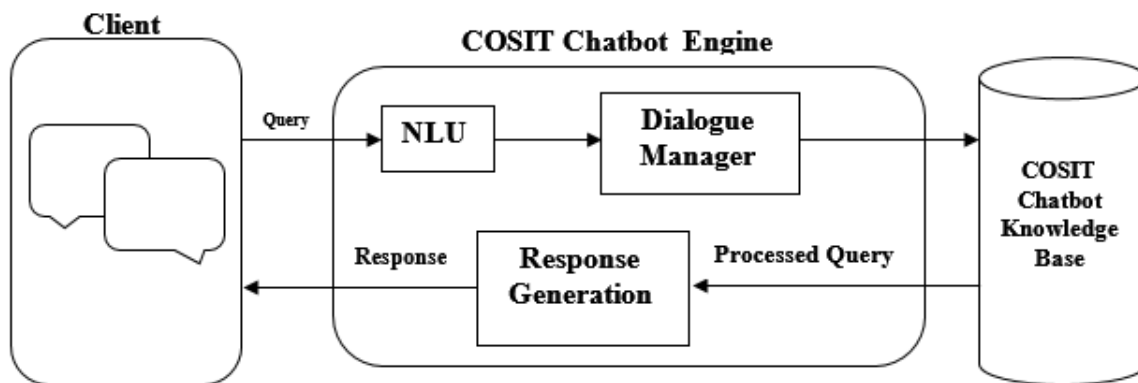 Client
COSIT Chatbot Engine
Query
NLU
Dialogue
Manager
COSIT
Chatbot
Knowledge
Base
Response
Response
Generation
Processed Query